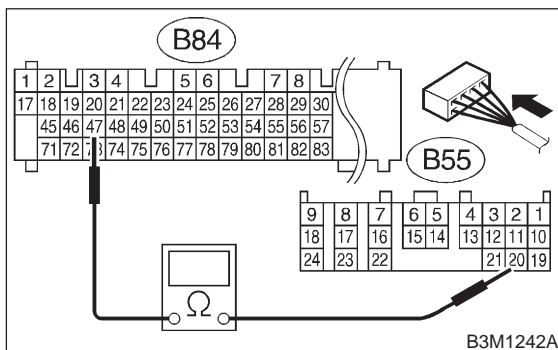 B84
1 2 3 4 5 6 7 8
17 18 19 20 21 22 23 24 25 26 27 28 29 30
45 46 47 48 49 50 51 52 53 54 55 56 57
71 72 73 74 75 76 77 78 79 80 81 82 83
B55
9 8 7 6 5 4 3 2 1
18 17 16 15 14 13 12 11 10
24 23 22 21 20 19
Ω
B3M1242A